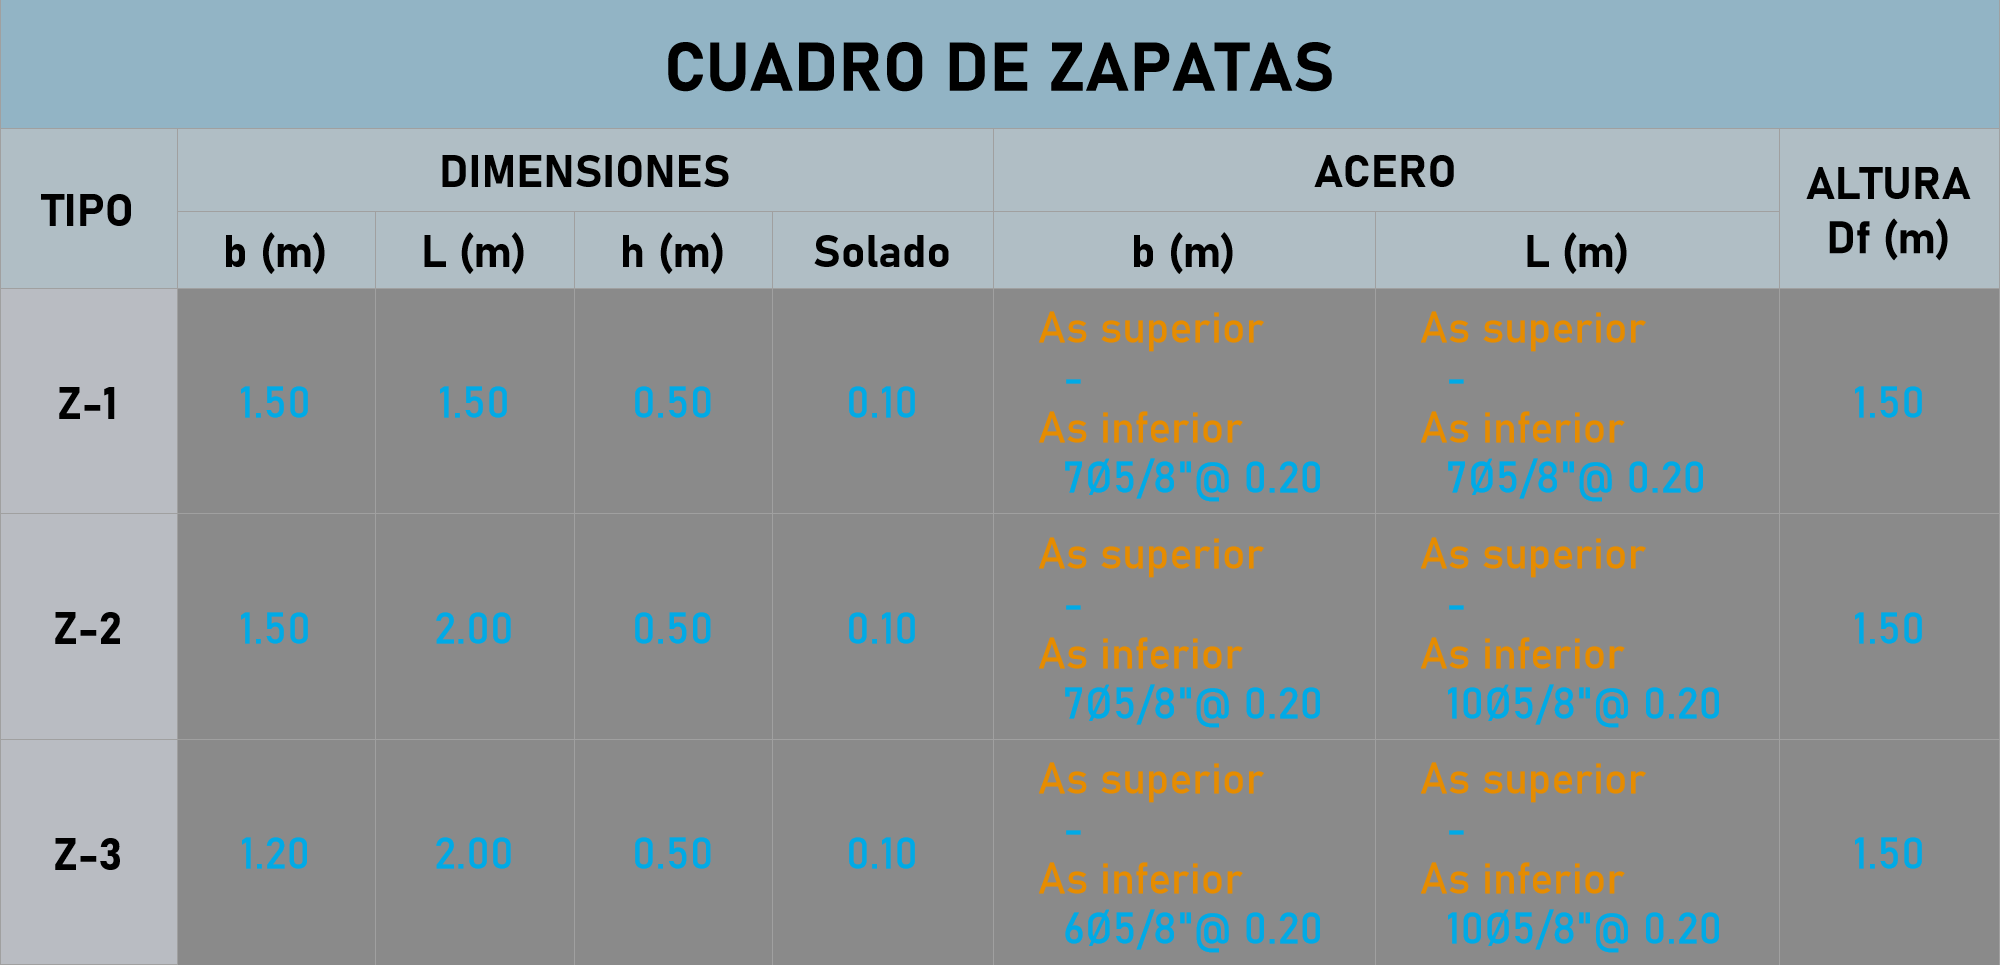 CUADRO DE ZAPATAS
TIPO
DIMENSIONES
ACERO
ALTURA
Df (m)
b (m)
L (m)
h (m)
Solado
b (m)
L (m)
Z-1
1.50
1.50
0.50
0.10
As superior
-
As inferior
7Ø5/8"@ 0.20
As superior
-
As inferior
7Ø5/8"@ 0.20
1.50
Z-2
1.50
2.00
0.50
0.10
As superior
-
As inferior
7Ø5/8"@ 0.20
As superior
-
As inferior
10Ø5/8"@ 0.20
1.50
Z-3
1.20
2.00
0.50
0.10
As superior
-
As inferior
6Ø5/8"@ 0.20
As superior
-
As inferior
10Ø5/8"@ 0.20
1.50